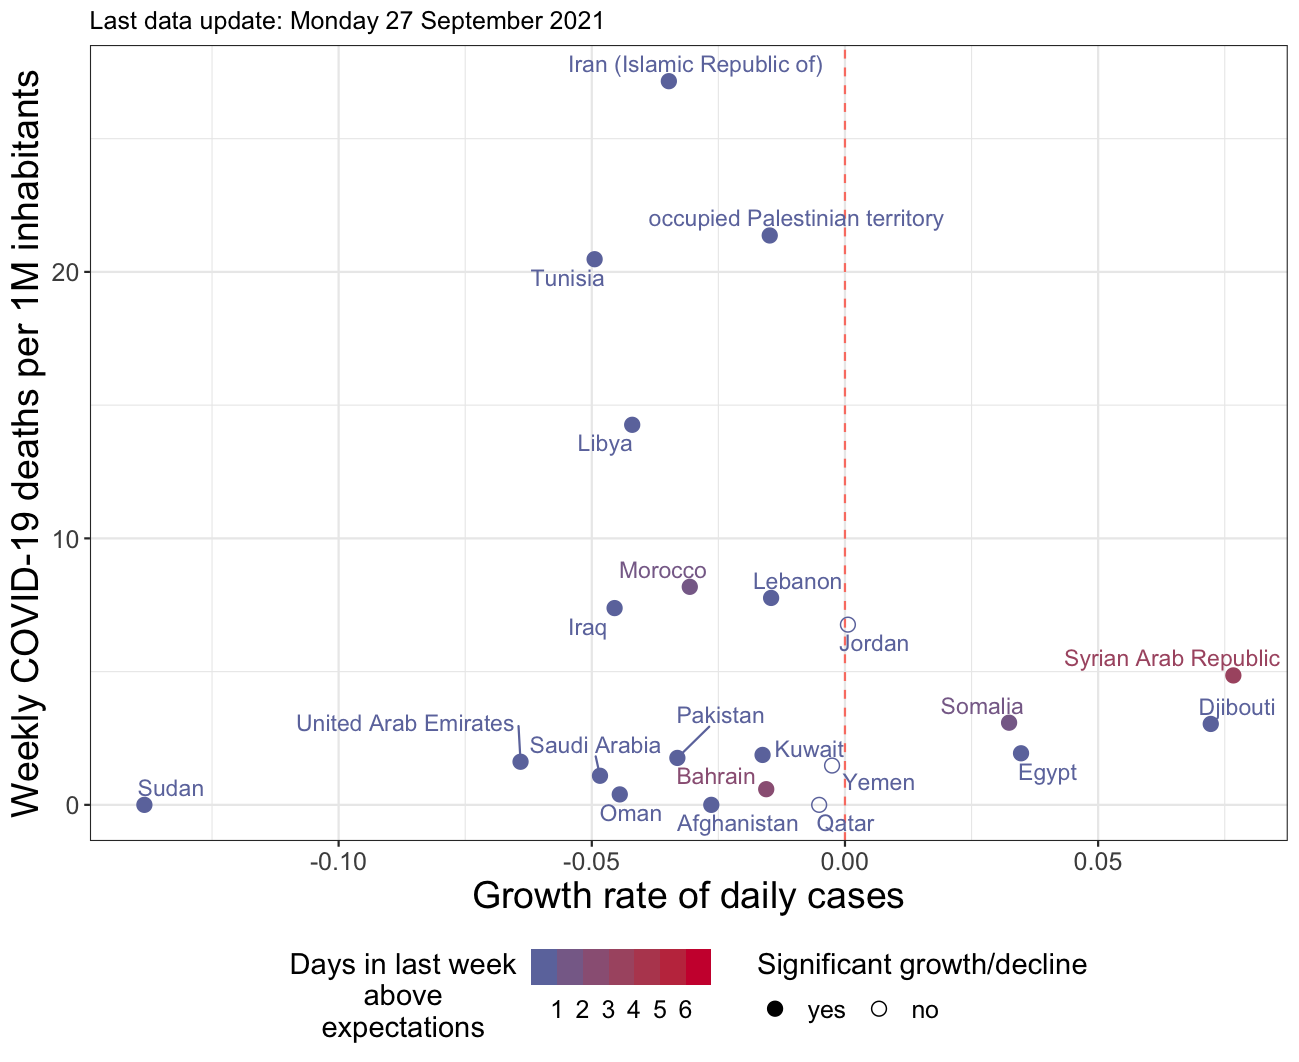 Last data update: Monday 27 September 2021
Weekly COVID-19 deaths per 1M inhabitants
Iran (Islamic Republic of)
occupied Palestinian territory
20
Tunisia
Libya
10
Morocco
Lebanon
Iraq
Jordan
Syrian Arab Republic
Somalia
Djibouti
Pakistan
United Arab Emirates
Saudi Arabia
Kuwait
Egypt
Bahrain
Yemen
Sudan
0
Oman
Afghanistan
Qatar
-0.10 -0.05 0.00 0.05
Growth rate of daily cases
Days in last week
above
expectations
1 2 3 4 5 6
Significant growth/decline
yes no